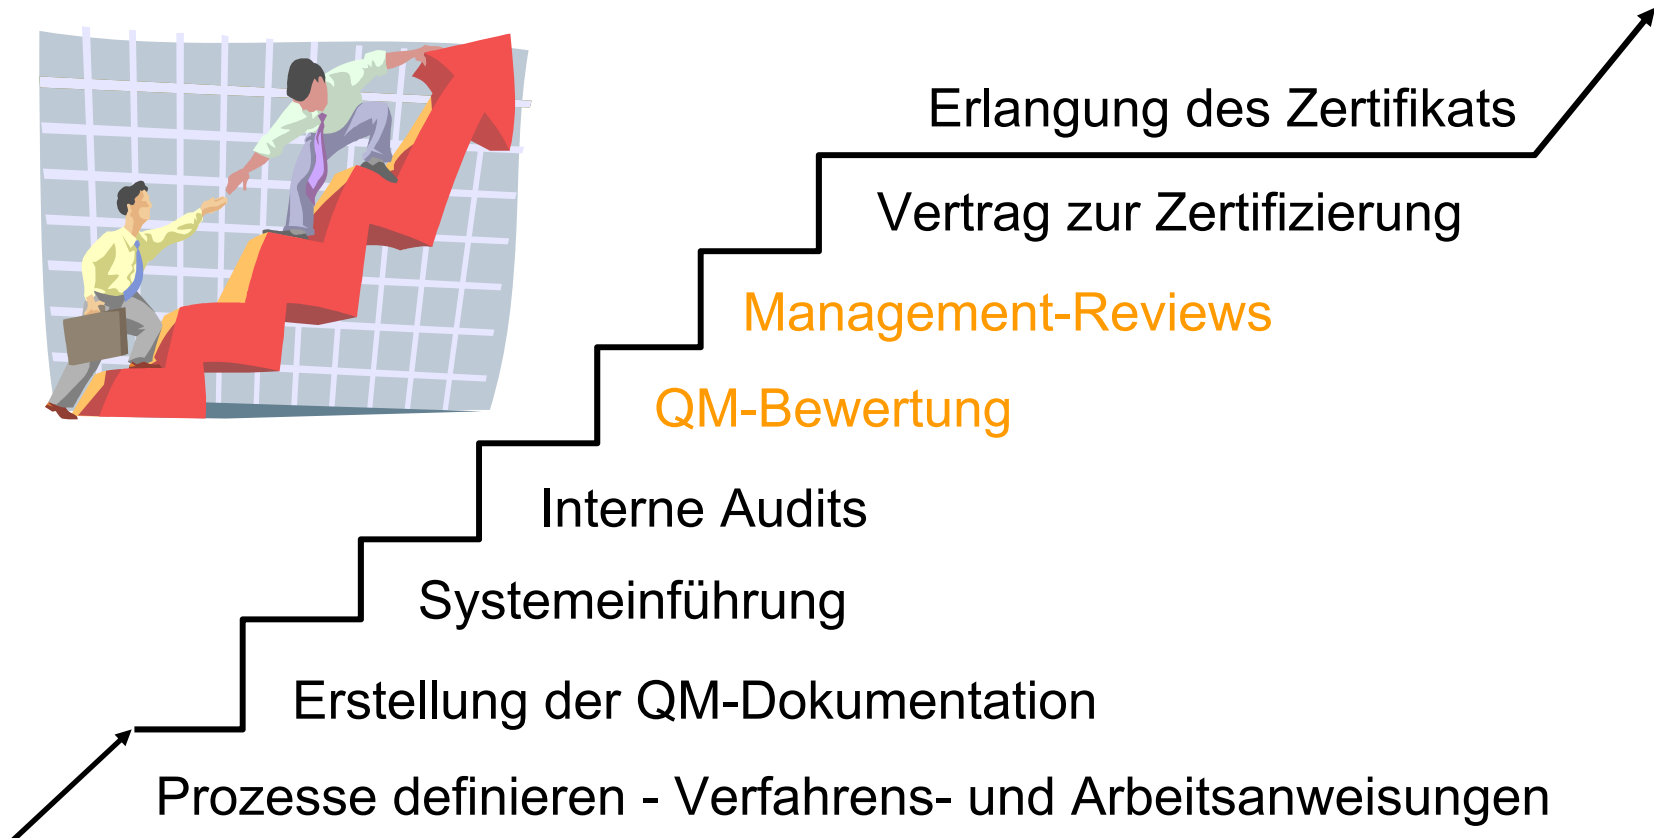 Erlangung des Zertifikats
Vertrag zur Zertifizierung
Management-Reviews
QM-Bewertung
Interne Audits
Systemeinführung
Erstellung der QM-Dokumentation
Prozesse definieren - Verfahrens- und Arbeitsanweisungen